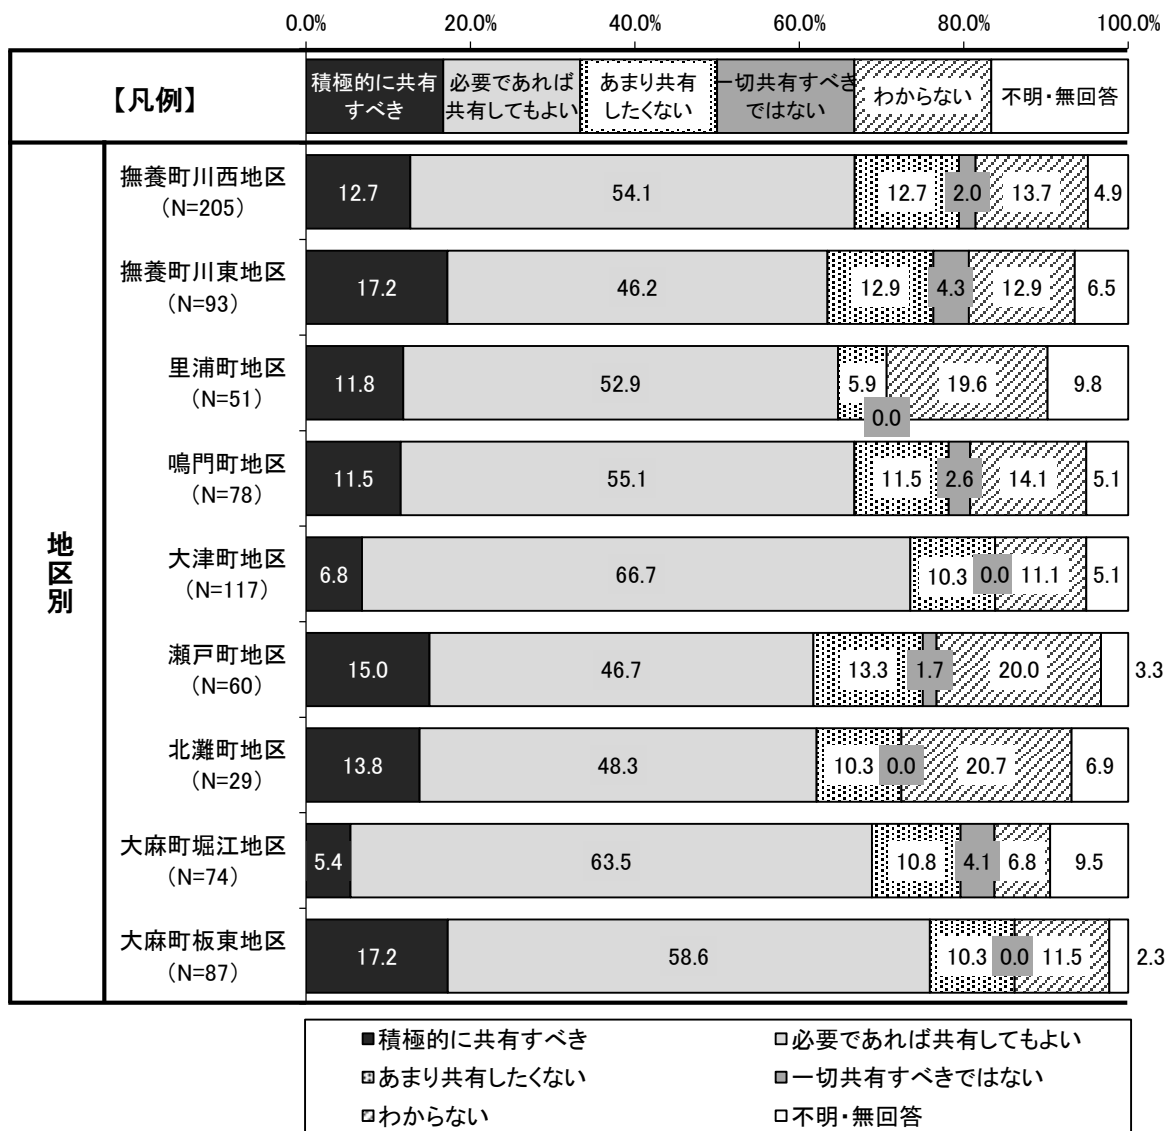 0.0%
20.0%
40.0%
60.0%
80.0%
100.0%
【凡例】
積極的に共有
すべき
必要であれば
共有してもよい
あまり共有
したくない
一切共有すべき
ではない
わからない
不明・無回答
地区別
撫養町川西地区
(N=205)
12.7
54.1
12.7
2.0
13.7
4.9
撫養町川東地区
(N=93)
17.2
46.2
12.9
4.3
12.9
6.5
里浦町地区
(N=51)
11.8
52.9
5.9
0.0
19.6
9.8
鳴門町地区
(N=78)
11.5
55.1
11.5
2.6
14.1
5.1
大津町地区
(N=117)
6.8
66.7
10.3
0.0
11.1
5.1
瀬戸町地区
(N=60)
15.0
46.7
13.3
1.7
20.0
3.3
北灘町地区
(N=29)
13.8
48.3
10.3
0.0
20.7
6.9
大麻町堀江地区
(N=74)
5.4
63.5
10.8
4.1
6.8
9.5
大麻町板東地区
(N=87)
17.2
58.6
10.3
0.0
11.5
2.3
積極的に共有すべき
必要であれば共有してもよい
あまり共有したくない
一切共有すべきではない
わからない
不明・無回答